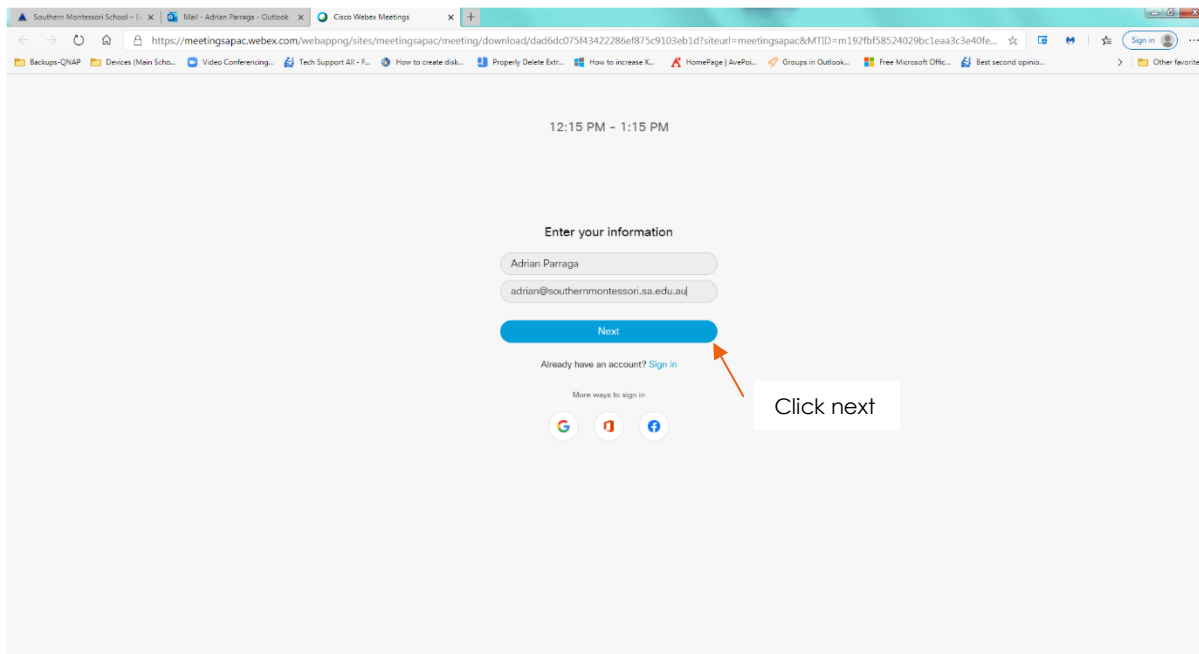 Southern Montessori School – E
Mail - Adrian Parraga - Outlook
Cisco Webex Meetings
https://meetingsapac.webex.com/webappng/sites/meetingsapac/meeting/download/dad6dc075f43422286ef875c9103eb1d?siteurl=meetingsapac&MTID=m192fbf58524029bc1eaa3c3e40fe...
Sign in
Backups-QNAP
Devices (Main Scho...
Video Conferencing...
Tech Support All - F...
How to create disk...
Properly Delete Extr...
How to increase K...
HomePage | AvePoi...
Groups in Outlook...
Free Microsoft Offic...
Best second opinio...
Other favorite
12:15 PM - 1:15 PM
Enter your information
Adrian Parraga
adrian@southernmontessori.sa.edu.au
Next
Already have an account? Sign in
More ways to sign in
Click next